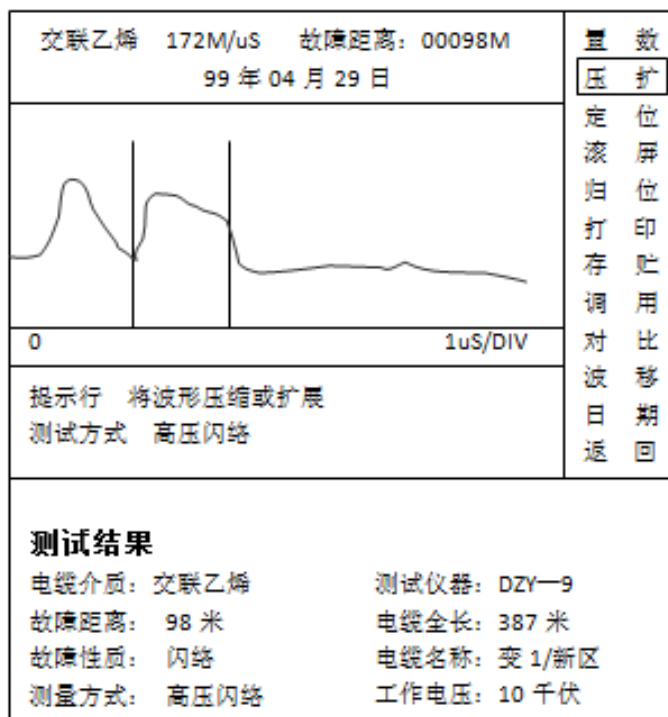 交联乙烯 172M/uS 故障距离：00098M
99 年 04 月 29 日
0 1uS/DIV
提示行 将波形压缩或扩展
测试方式 高压闪络
量 数
压 扩
定 位
滚 屏
归 位
打 印
存 贮
调 用
对 比
波 移
日 期
返 回
测试结果
电缆介质：交联乙烯 测试仪器：DZY—9
故障距离： 98 米 电缆全长：387 米
故障性质： 闪络 电缆名称：变 1/新区
测量方式： 高压闪络 工作电压：10 千伏